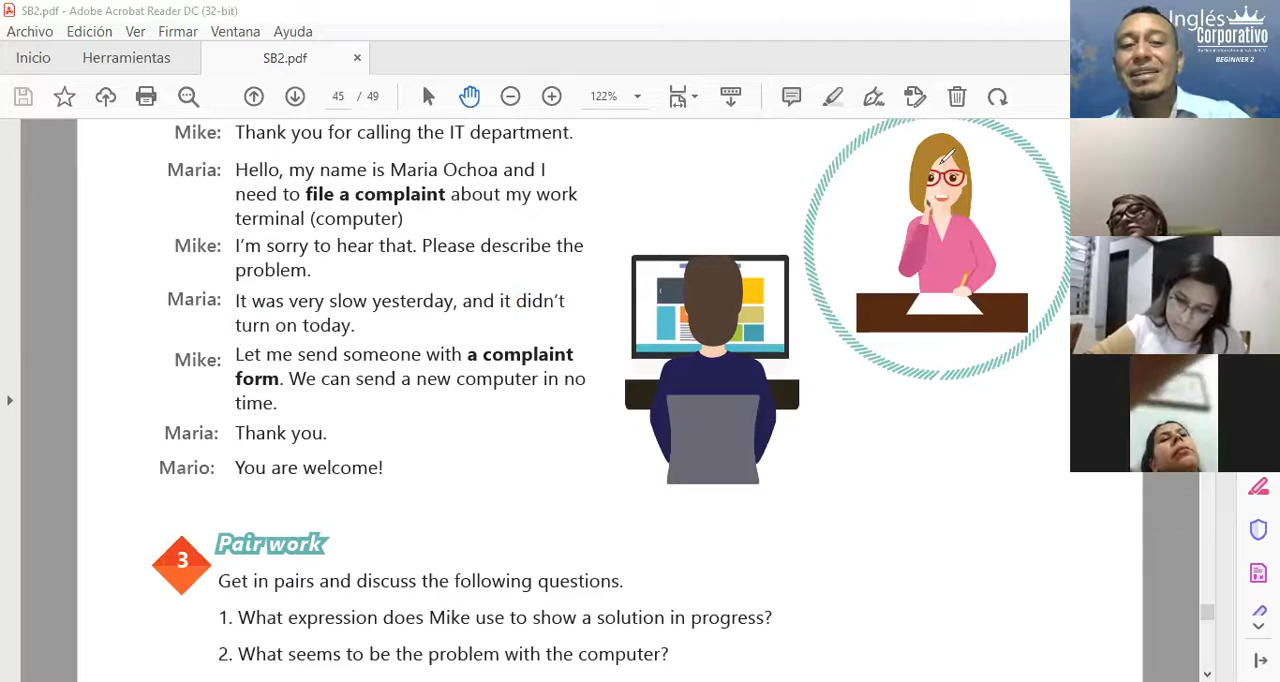 SB2.pdf - Adobe Acrobat Reader DC (32-bit)
Archivo Edición Ver Firmar Ventana Ayuda
Inicio Herramientas SB2.pdf ×
45 / 49 122%
Inglés
Corporativo
BEGINNER 2
Mike: Thank you for calling the IT department.
Maria: Hello, my name is Maria Ochoa and I
need to file a complaint about my work
terminal (computer)
Mike: I'm sorry to hear that. Please describe the
problem.
Maria: It was very slow yesterday, and it didn't
turn on today.
Mike: Let me send someone with a complaint
form. We can send a new computer in no
time.
Maria: Thank you.
Mario: You are welcome!
3 Pair work
Get in pairs and discuss the following questions.
1. What expression does Mike use to show a solution in progress?
2. What seems to be the problem with the computer?